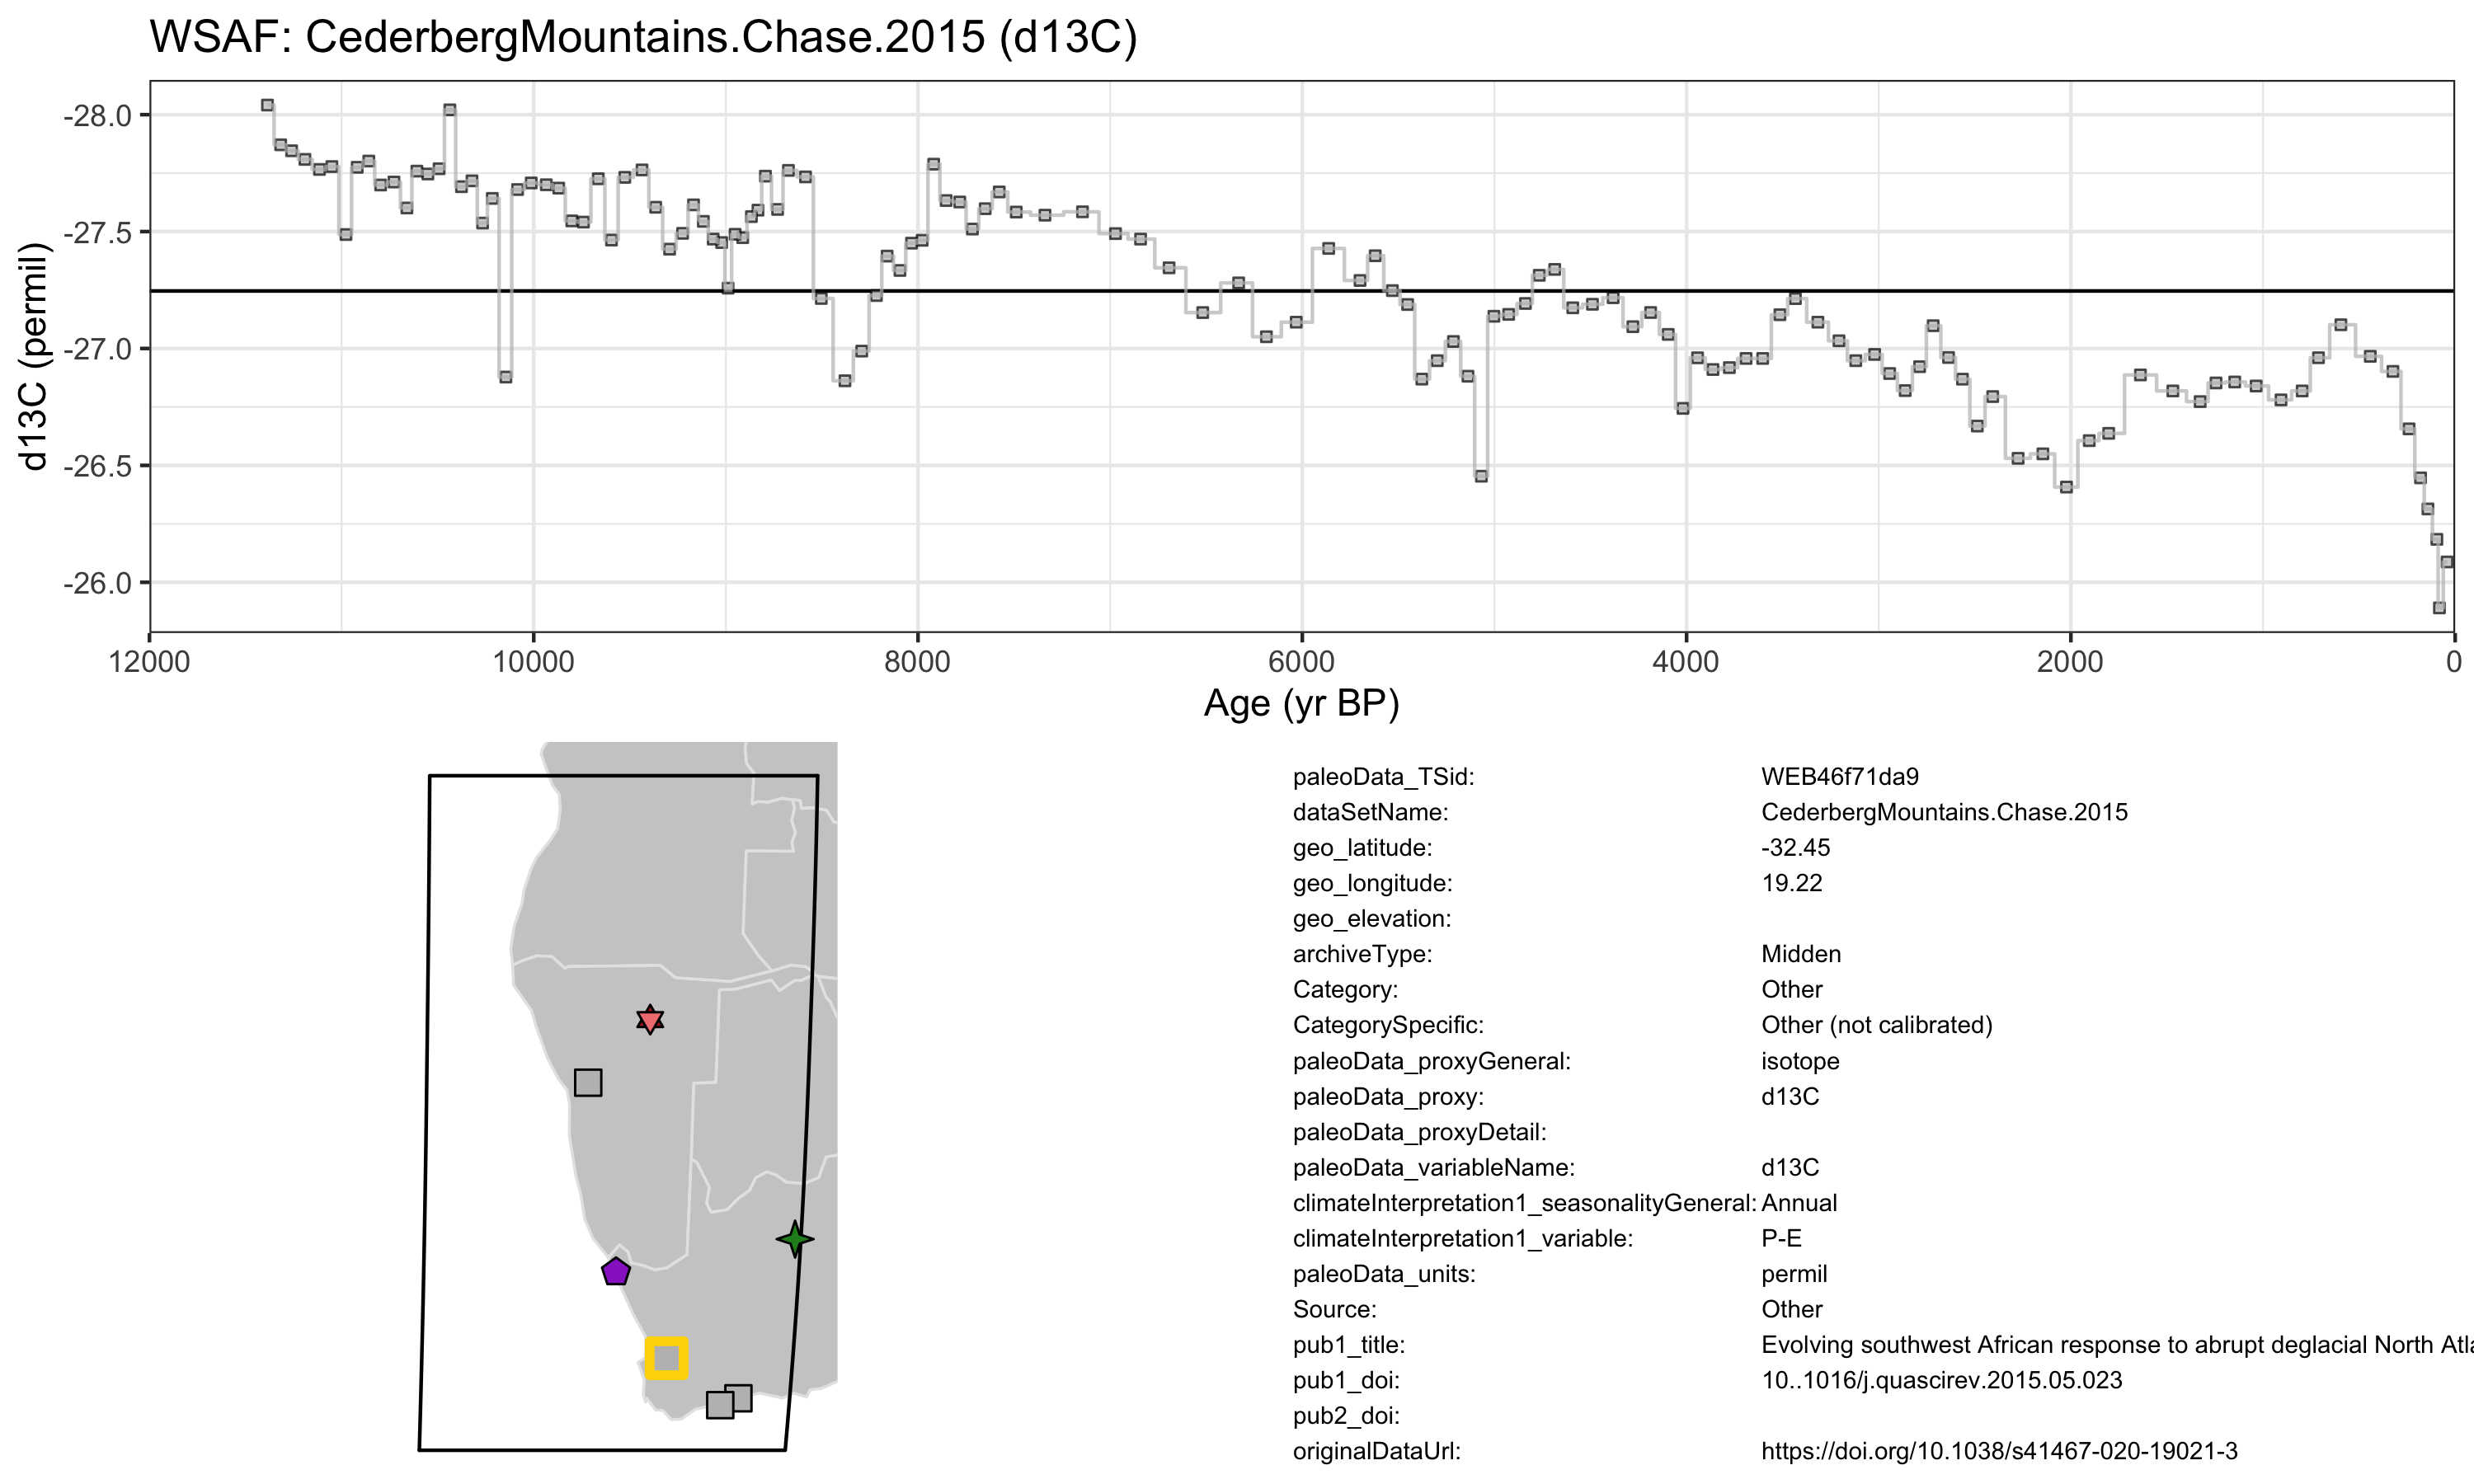 WSAF: CederbergMountains.Chase.2015 (d13C)
d13C (permil)
-28.0
-27.5
-27.0
-26.5
-26.0
12000 10000 8000 6000 4000 2000 0
Age (yr BP)
paleoData_TSid: WEB46f71da9
dataSetName: CederbergMountains.Chase.2015
geo_latitude: -32.45
geo_longitude: 19.22
geo_elevation:
archiveType: Midden
Category: Other
CategorySpecific: Other (not calibrated)
paleoData_proxyGeneral: isotope
paleoData_proxy: d13C
paleoData_proxyDetail:
paleoData_variableName: d13C
climateInterpretation1_seasonalityGeneral: Annual
climateInterpretation1_variable: P-E
paleoData_units: permil
Source: Other
pub1_title: Evolving southwest African response to abrupt deglacial North
pub1_doi: 10..1016/j.quascirev.2015.05.023
pub2_doi:
originalDataUrl: https://doi.org/10.1038/s41467-020-19021-3